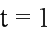 t = 1